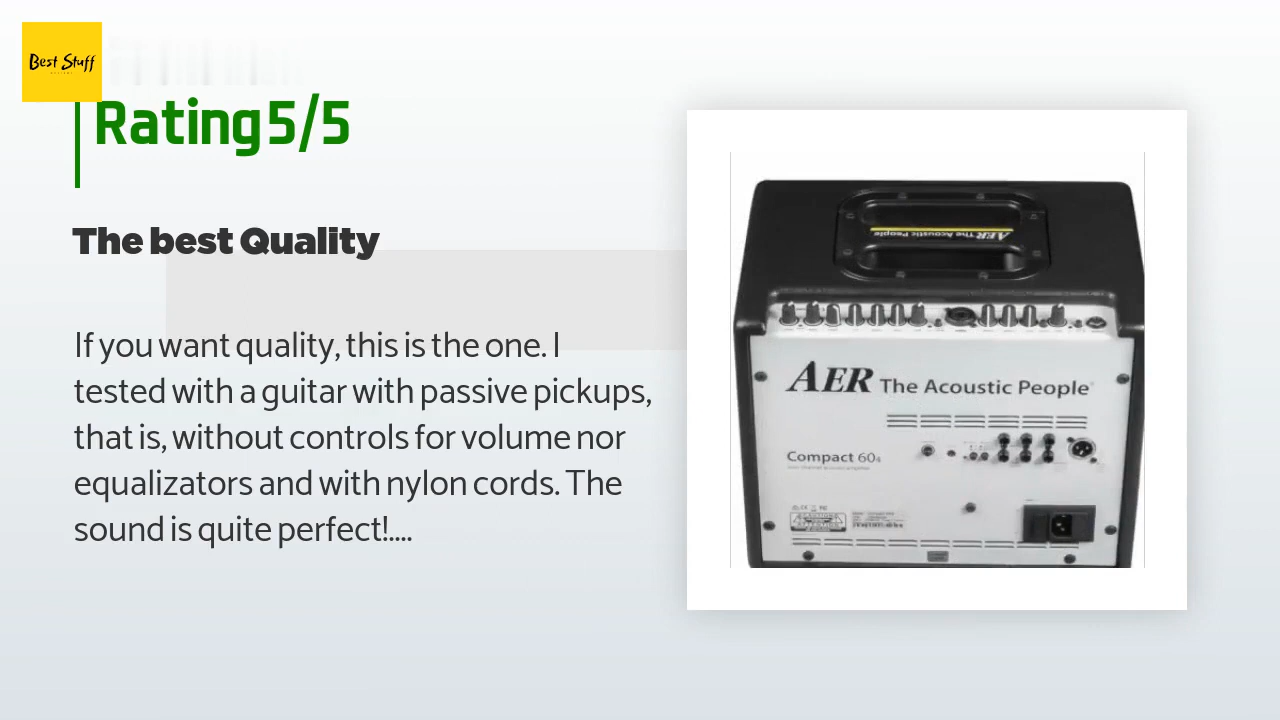 Best Stuff
Rating 5/5
The best Quality
If you want quality, this is the one. I
tested with a guitar with passive pickups,
that is, without controls for volume nor
equalizators and with nylon cords. The
sound is quite perfect!....
AER The Acoustic People
AER The Acoustic People
Compact 60